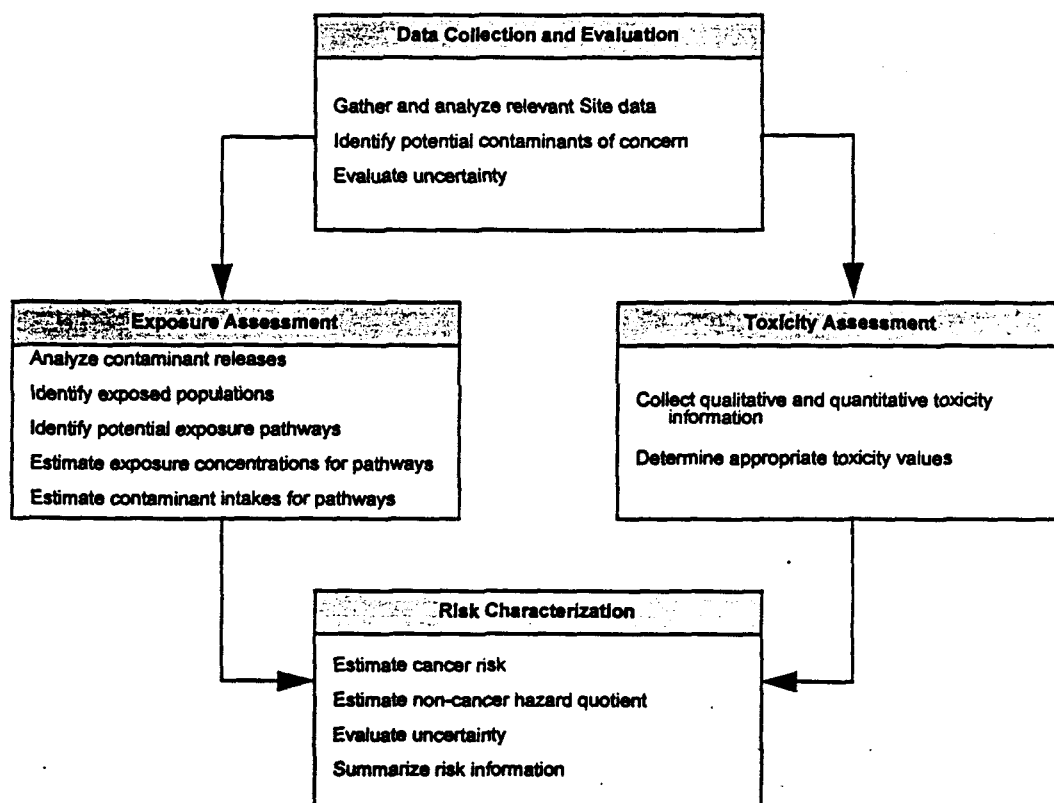 Data Collection and Evaluation
Gather and analyze relevant Site data
Identify potential contaminants of concern
Evaluate uncertainty
Exposure Assessment
Analyze contaminant releases
Identify exposed populations
Identify potential exposure pathways
Estimate exposure concentrations for pathways
Estimate contaminant intakes for pathways
Toxicity Assessment
Collect qualitative and quantitative toxicity
information
Determine appropriate toxicity values
Risk Characterization
Estimate cancer risk
Estimate non-cancer hazard quotient
Evaluate uncertainty
Summarize risk information